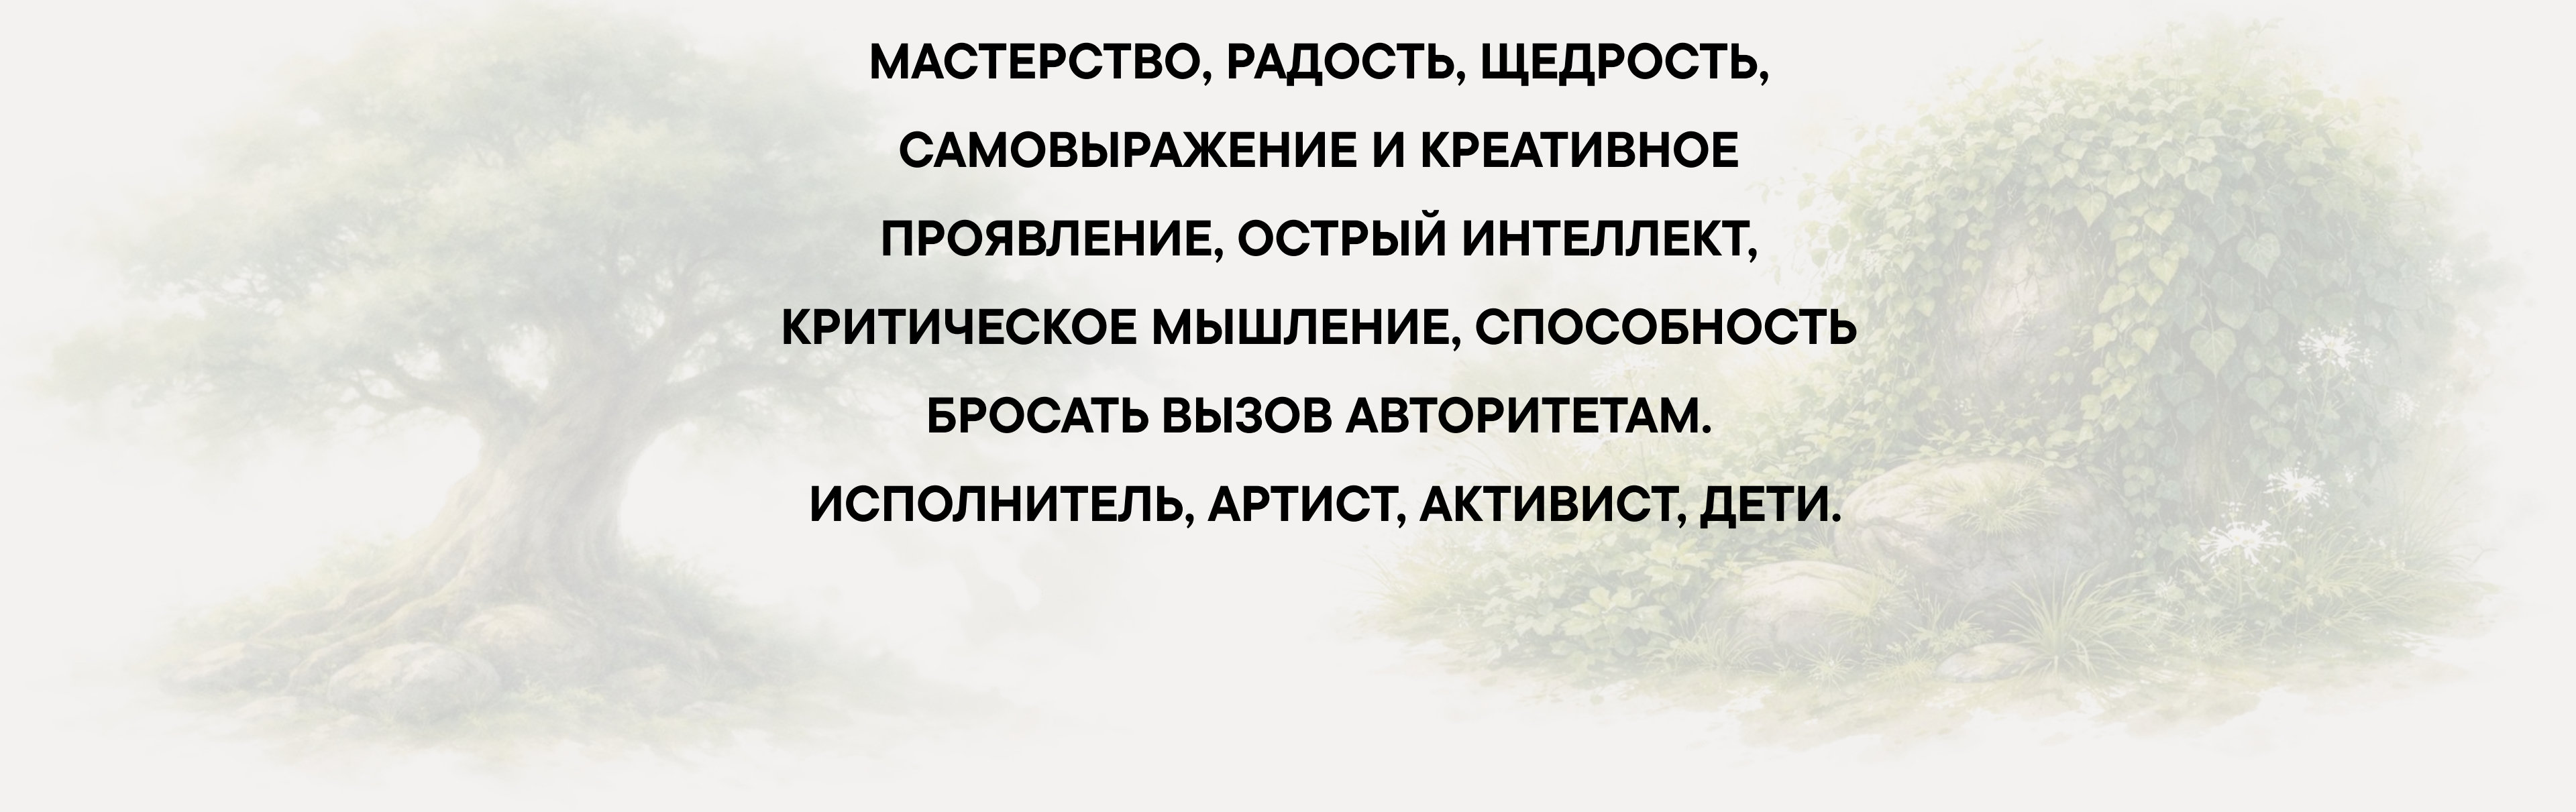 МАСТЕРСТВО, РАДОСТЬ, ЩЕДРОСТЬ,
САМОВЫРАЖЕНИЕ И КРЕАТИВНОЕ
ПРОЯВЛЕНИЕ, ОСТРЫЙ ИНТЕЛЛЕКТ,
КРИТИЧЕСКОЕ МЫШЛЕНИЕ, СПОСОБНОСТЬ
БРОСАТЬ ВЫЗОВ АВТОРИТЕТАМ.
ИСПОЛНИТЕЛЬ, АРТИСТ, АКТИВИСТ, ДЕТИ.